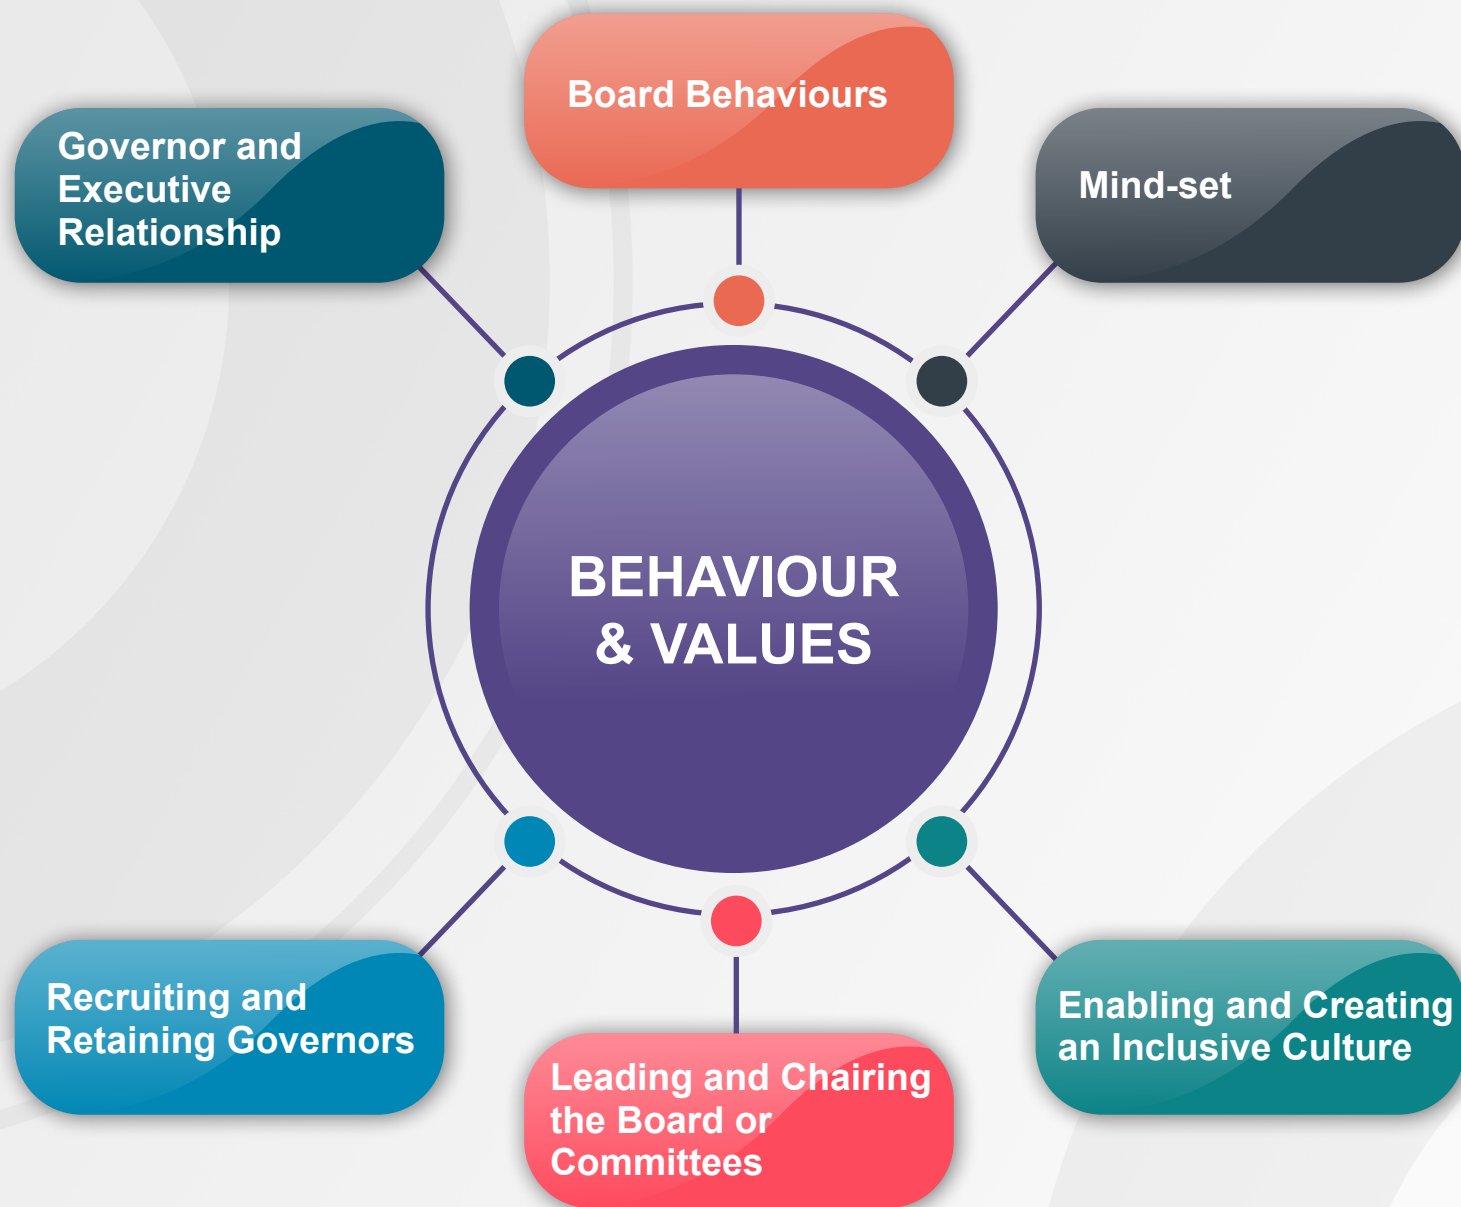 Board Behaviours
Governor and
Executive
Relationship
Mind-set
BEHAVIOUR
& VALUES
Recruiting and
Retaining Governors
Enabling and Creating
an Inclusive Culture
Leading and Chairing
the Board or
Committees